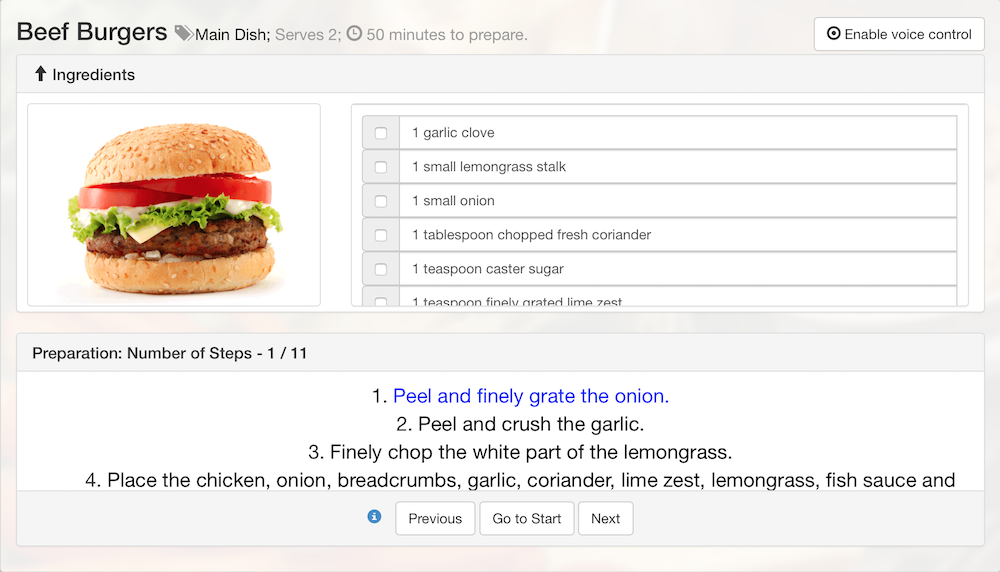 Beef Burgers Main Dish; Serves 2; 50 minutes to prepare.
Enable voice control
Ingredients
1 garlic clove
1 small lemongrass stalk
1 small onion
1 tablespoon chopped fresh coriander
1 teaspoon caster sugar
1 teaspoon finely grated lime zest
Preparation: Number of Steps - 1 / 11
1. Peel and finely grate the onion.
2. Peel and crush the garlic.
3. Finely chop the white part of the lemongrass.
4. Place the chicken, onion, breadcrumbs, garlic, coriander, lime zest, lemongrass, fish sauce and
Previous
Go to Start
Next